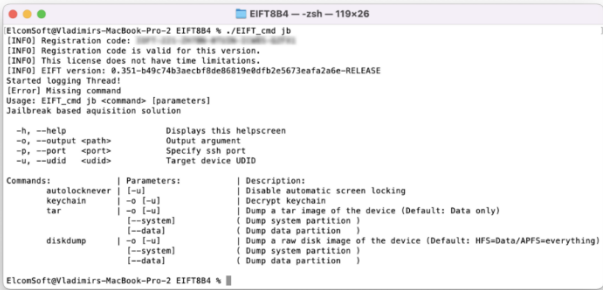 EIFT8B4 — -zsh — 119×26
ElcomSoft@Vladimirs-MacBook-Pro-2 EIFT8B4 % ./EIFT_cmd jb
[INFO] Registration code:
[INFO] Registration code is valid for this version.
[INFO] This license does not have time limitations.
[INFO] EIFT version: 0.351-b49c74b3aecbf8de86819e0dfb2e5673eafa2a6e-RELEASE
Started logging Thread!
[Error] Missing command
Usage: EIFT_cmd jb <command> [parameters]
Jailbreak based aquisition solution
-h, --help Displays this helpscreen
-o, --output <path> Output argument
-p, --port <port> Specify ssh port
-u, --udid <udid> Target device UDID
Commands: | Parameters: | Description:
autolocknever | [-u] | Disable automatic screen locking
keychain | -o [-u] | Decrypt keychain
tar | -o [-u] | Dump a tar image of the device (Default: Data only)
[--system] ( Dump system partition )
[--data] ( Dump data partition )
diskdump | -o [-u] | Dump a raw disk image of the device (Default: HFS=Data/APFS=everything)
[--system] ( Dump system partition )
[--data] ( Dump data partition )
ElcomSoft@Vladimirs-MacBook-Pro-2 EIFT8B4 %